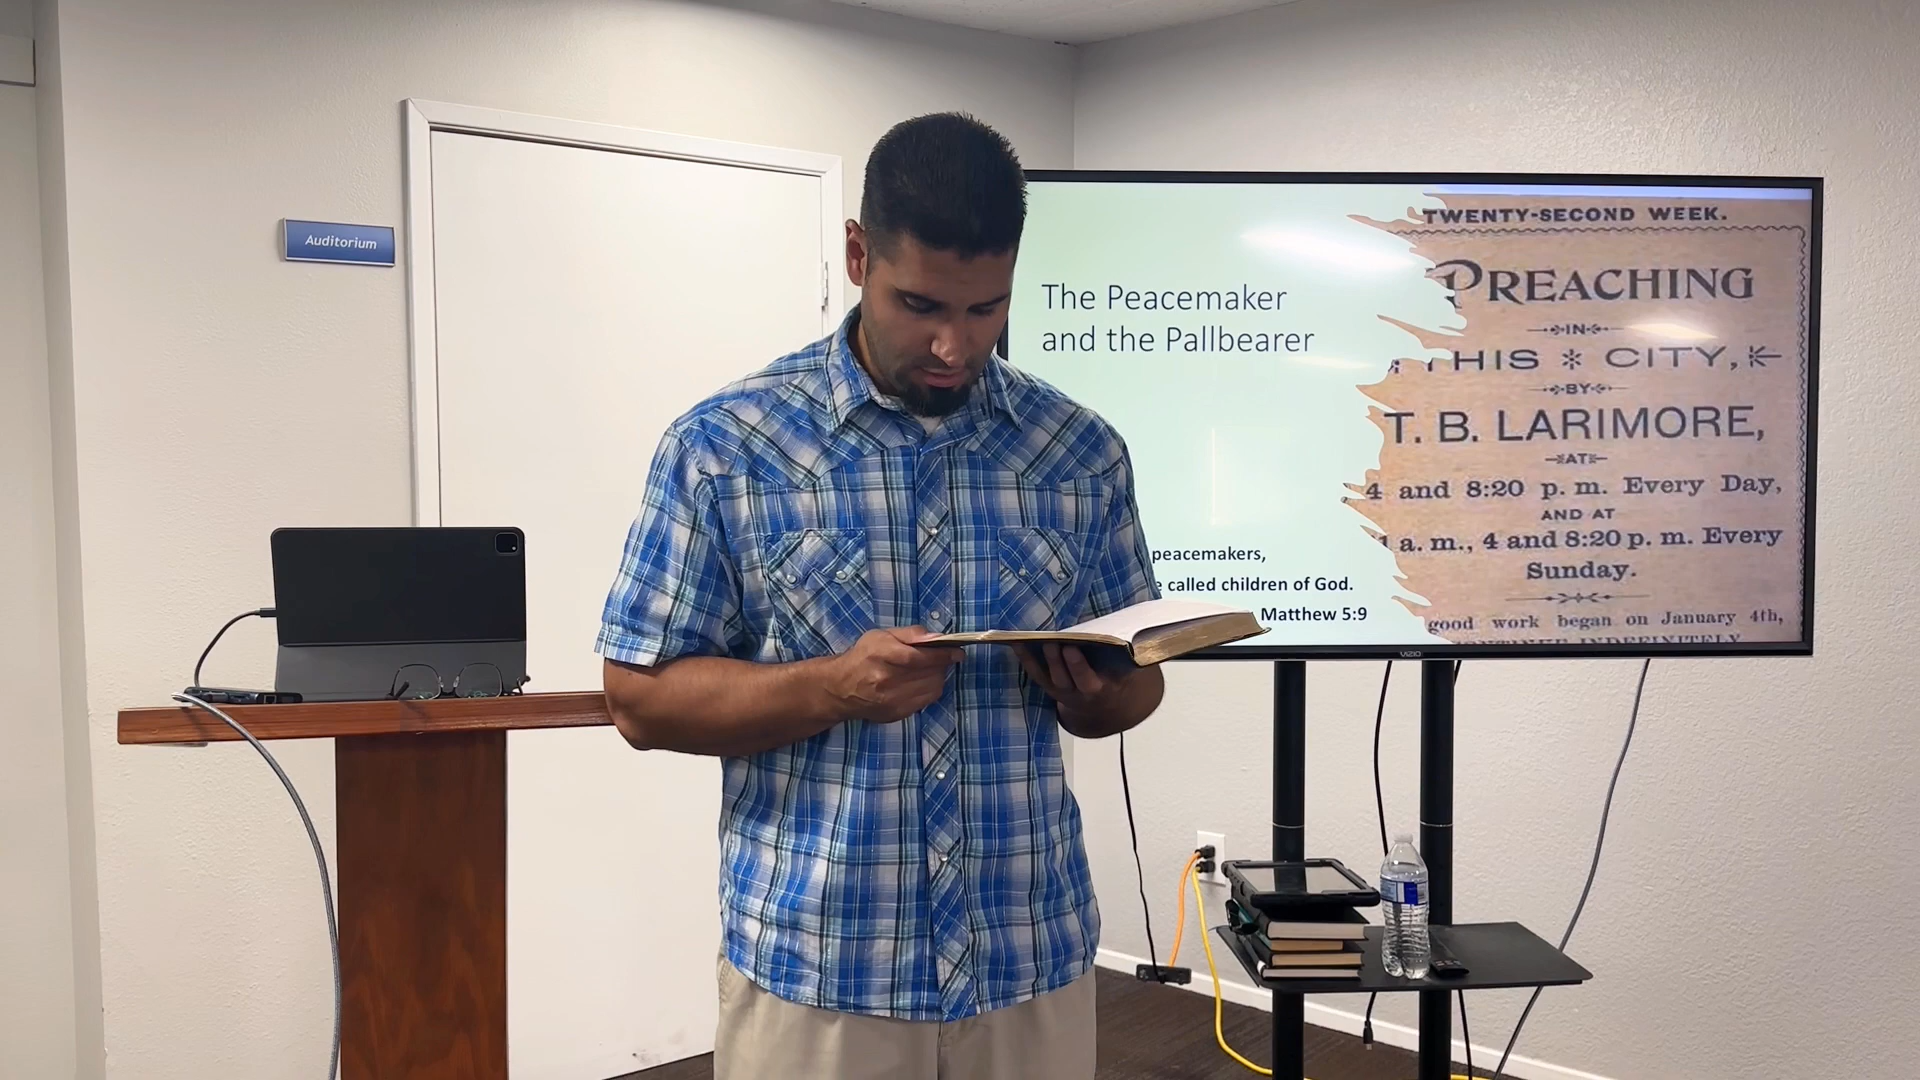 Auditorium
The Peacemaker
and the Pallbearer
peacemakers,
called children of God.
Matthew 5:9
TWENTY-SECOND WEEK.
PREACHING
IN
THIS * CITY,
BY
T. B. LARIMORE,
AT
4 and 8:20 p. m. Every Day,
AND AT
a. m., 4 and 8:20 p. m. Every
Sunday.
good work began on January 4th,
CONTINUE INDEFINITELY
VIZIO